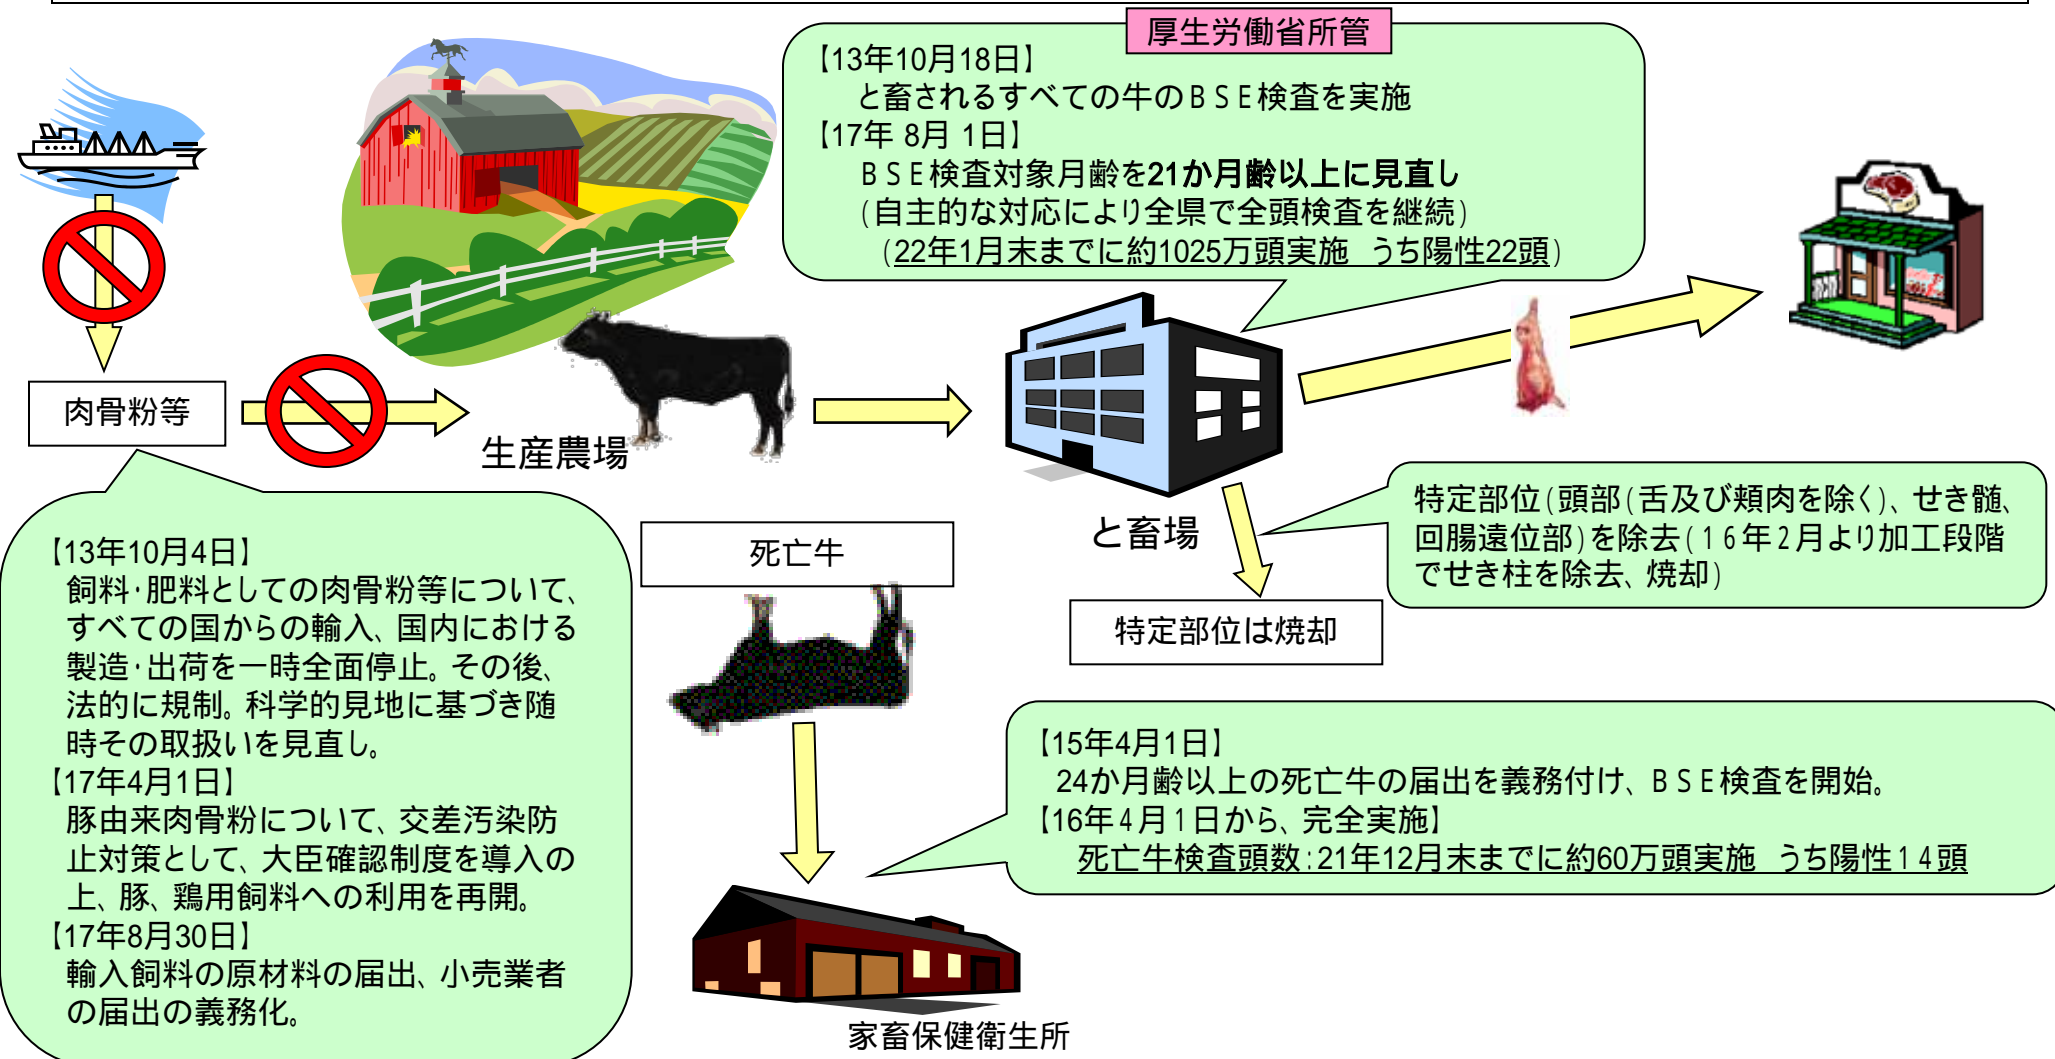 厚生労働省所管
【13年10月18日】
と畜されるすべての牛のＢＳＥ検査を実施
【17年 8月 1日】
ＢＳＥ検査対象月齢を21か月齢以上に見直し
(自主的な対応により全県で全頭検査を継続)
(22年1月末までに約1025万頭実施　うち陽性22頭)
肉骨粉等
生産農場
と畜場
特定部位(頭部(舌及び頬肉を除く)、せき髄、
回腸遠位部)を除去(１６年２月より加工段階
でせき柱を除去、焼却)
特定部位は焼却
死亡牛
【13年10月4日】
飼料・肥料としての肉骨粉等について、
すべての国からの輸入、国内における
製造・出荷を一時全面停止。その後、
法的に規制。科学的見地に基づき随
時その取扱いを見直し。
【17年4月1日】
豚由来肉骨粉について、交差汚染防
止対策として、大臣確認制度を導入の
上、豚、鶏用飼料への利用を再開。
【17年8月30日】
輸入飼料の原材料の届出、小売業者
の届出の義務化。
【15年4月1日】
24か月齢以上の死亡牛の届出を義務付け、ＢＳＥ検査を開始。
【16年４月１日から、完全実施】
死亡牛検査頭数：21年12月末までに約60万頭実施　うち陽性１４頭
家畜保健衛生所